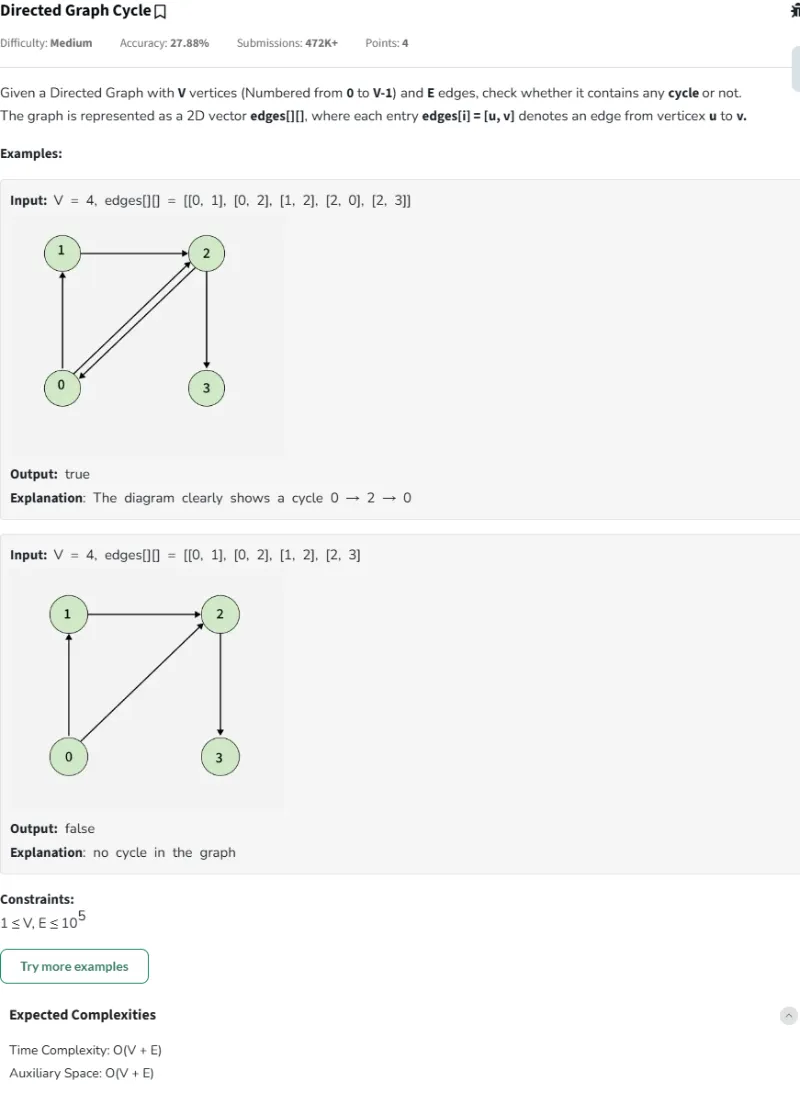 Directed Graph Cycle
Difficulty: Medium Accuracy: 27.88% Submissions: 472K+ Points: 4
Given a Directed Graph with V vertices (Numbered from 0 to V-1) and E edges, check whether it contains any cycle or not.
The graph is represented as a 2D vector edges[][], where each entry edges[i] = [u, v] denotes an edge from verticex u to v.
Examples:
Input: V = 4, edges[][] = [[0, 1], [0, 2], [1, 2], [2, 0], [2, 3]]
1 2
0 3
Output: true
Explanation: The diagram clearly shows a cycle 0 → 2 → 0
Input: V = 4, edges[][] = [[0, 1], [0, 2], [1, 2], [2, 3]
1 2
0 3
Output: false
Explanation: no cycle in the graph
Constraints:
1 ≤ V, E ≤ 10⁵
Try more examples
Expected Complexities
Time Complexity: O(V + E)
Auxiliary Space: O(V + E)